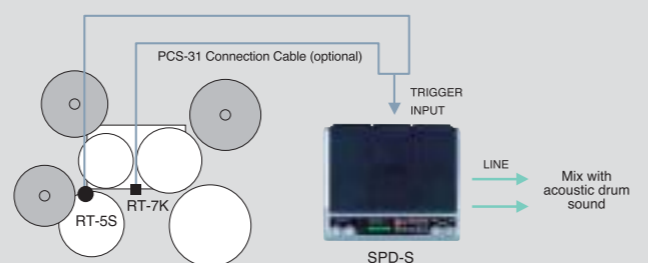 PCS-31 Connection Cable (optional)
TRIGGER
INPUT
LINE
Mix with
acoustic drum
sound
RT-7K
RT-5S
SPD-S